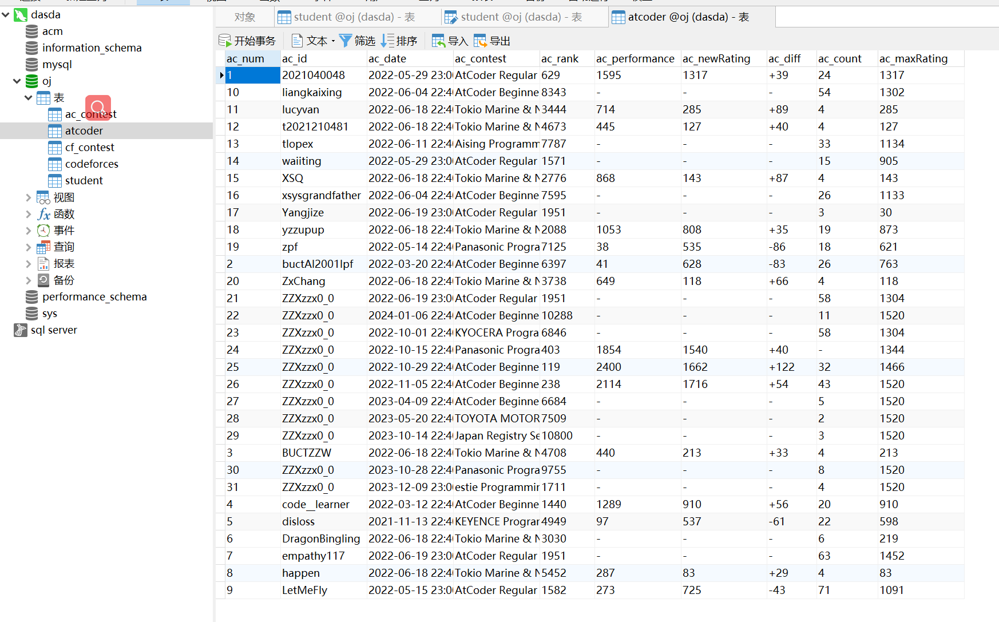 dasda
acm
information_schema
mysql
oj
表
ac_contest
atcoder
cf_contest
codeforces
student
视图
函数
事件
查询
报表
备份
performance_schema
sys
sql server
对象 student @oj (dasda) - 表 student @oj (dasda) - 表 atcoder @oj (dasda) - 表
开始事务 文本 筛选 排序 导入 导出
ac_num ac_id ac_date ac_contest ac_rank ac_performance ac_newRating ac_diff ac_count ac_maxRating
1 2021040048 2022-05-29 23:0 AtCoder Regular 629 1595 1317 +39 24 1317
10 liangkaixing 2022-06-04 22:4 AtCoder Beginne 8343 - - - 54 1302
11 lucyvan 2022-06-18 22:4 Tokio Marine & N 3444 714 285 +89 4 285
12 t2021210481 2022-06-18 22:4 Tokio Marine & N 4673 445 127 +40 4 127
13 tlopex 2022-06-11 22:4 Aising Programm 7787 - - - 33 1134
14 waiiting 2022-05-29 23:0 AtCoder Regular 1571 - - - 15 905
15 XSQ 2022-06-18 22:4 Tokio Marine & N 2776 868 143 +87 4 143
16 xsysgrandfather 2022-06-04 22:4 AtCoder Beginne 7595 - - - 26 1133
17 Yangjize 2022-06-19 23:0 AtCoder Regular 1951 - - - 3 30
18 yzzupup 2022-06-18 22:4 Tokio Marine & N 2088 1053 808 +35 19 873
19 zpf 2022-05-14 22:4 Panasonic Progra 7125 38 535 -86 18 621
2 buctAI2001lpf 2022-03-20 22:4 AtCoder Beginne 6397 41 628 -83 26 763
20 ZxChang 2022-06-18 22:4 Tokio Marine & N 3738 649 118 +66 4 118
21 ZZXzzx0_0 2022-06-19 23:0 AtCoder Regular 1951 - - - 58 1304
22 ZZXzzx0_0 2024-01-06 22:4 AtCoder Beginne 10288 - - - 11 1520
23 ZZXzzx0_0 2022-10-01 22:4 KYOCERA Progra 6846 - - - 58 1304
24 ZZXzzx0_0 2022-10-15 22:4 Panasonic Progra 403 1854 1540 +40 - 1344
25 ZZXzzx0_0 2022-10-29 22:4 AtCoder Beginne 119 2400 1662 +122 32 1466
26 ZZXzzx0_0 2022-11-05 22:4 AtCoder Beginne 238 2114 1716 +54 43 1520
27 ZZXzzx0_0 2023-04-09 22:4 AtCoder Beginne 6684 - - - 5 1520
28 ZZXzzx0_0 2023-05-20 22:4 TOYOTA MOTOR 7509 - - - 2 1520
29 ZZXzzx0_0 2023-10-14 22:4 Japan Registry Se 10800 - - - 3 1520
3 BUCTZZW 2022-06-18 22:4 Tokio Marine & N 4708 440 213 +33 4 213
30 ZZXzzx0_0 2023-10-28 22:4 Panasonic Progra 9755 - - - 8 1520
31 ZZXzzx0_0 2023-12-09 23:0 estie Programmir 1711 - - - 4 1520
4 code__learner 2022-03-12 22:4 AtCoder Beginne 1440 1289 910 +56 20 910
5 disloss 2021-11-13 22:4 KEYENCE Program 4949 97 537 -61 22 598
6 DragonBingling 2022-06-18 22:4 Tokio Marine & N 3030 - - - 6 219
7 empathy117 2022-06-19 23:0 AtCoder Regular 1951 - - - 63 1452
8 happen 2022-06-18 22:4 Tokio Marine & N 5452 287 83 +29 4 83
9 LetMeFly 2022-05-15 23:0 AtCoder Regular 1582 273 725 -43 71 1091